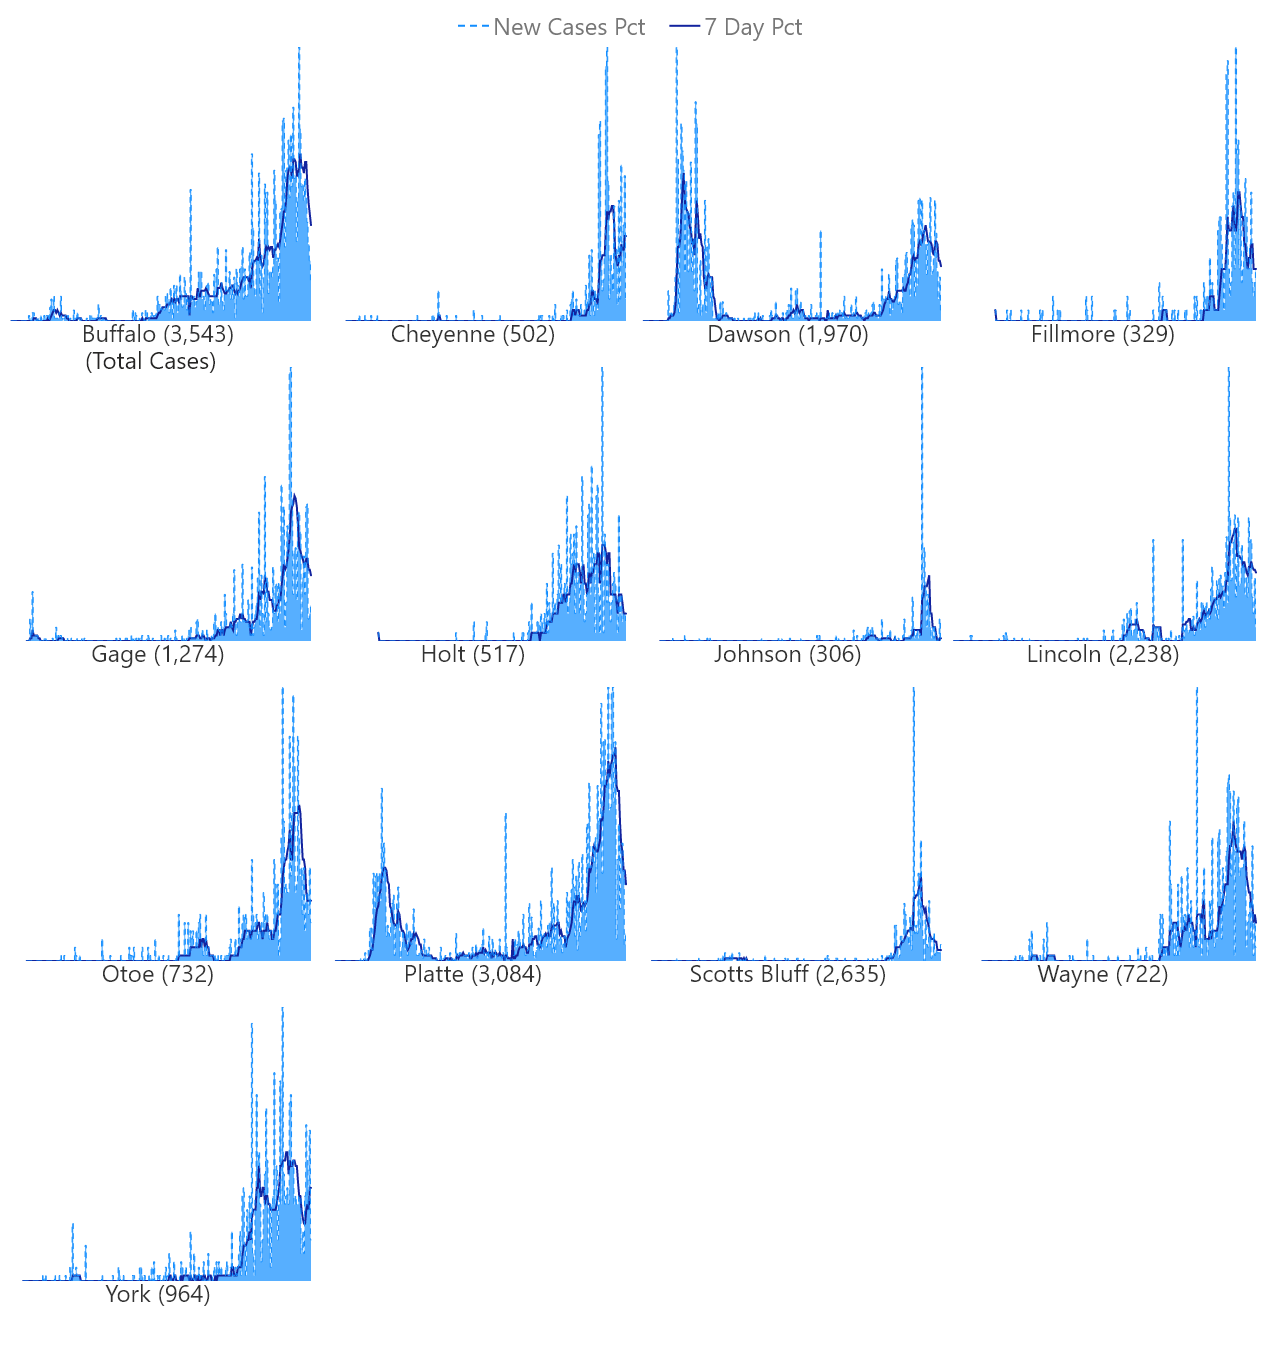 New Cases Pct 7 Day Pct
Buffalo (3,543) Cheyenne (502) Dawson (1,970) Fillmore (329)
(Total Cases)
Gage (1,274) Holt (517) Johnson (306) Lincoln (2,238)
Otoe (732) Platte (3,084) Scotts Bluff (2,635) Wayne (722)
York (964)